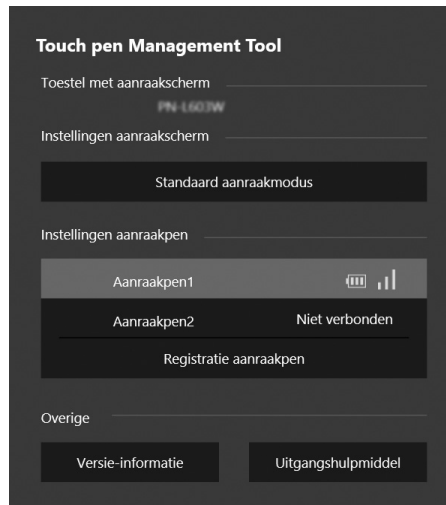 Touch pen Management Tool
Toestel met aanraakscherm
PN-L603W
Instellingen aanraakscherm
Standaard aanraakmodus
Instellingen aanraakpen
Aanraakpen1
Aanraakpen2 Niet verbonden
Registratie aanraakpen
Overige
Versie-informatie Uitgangshulpmiddel